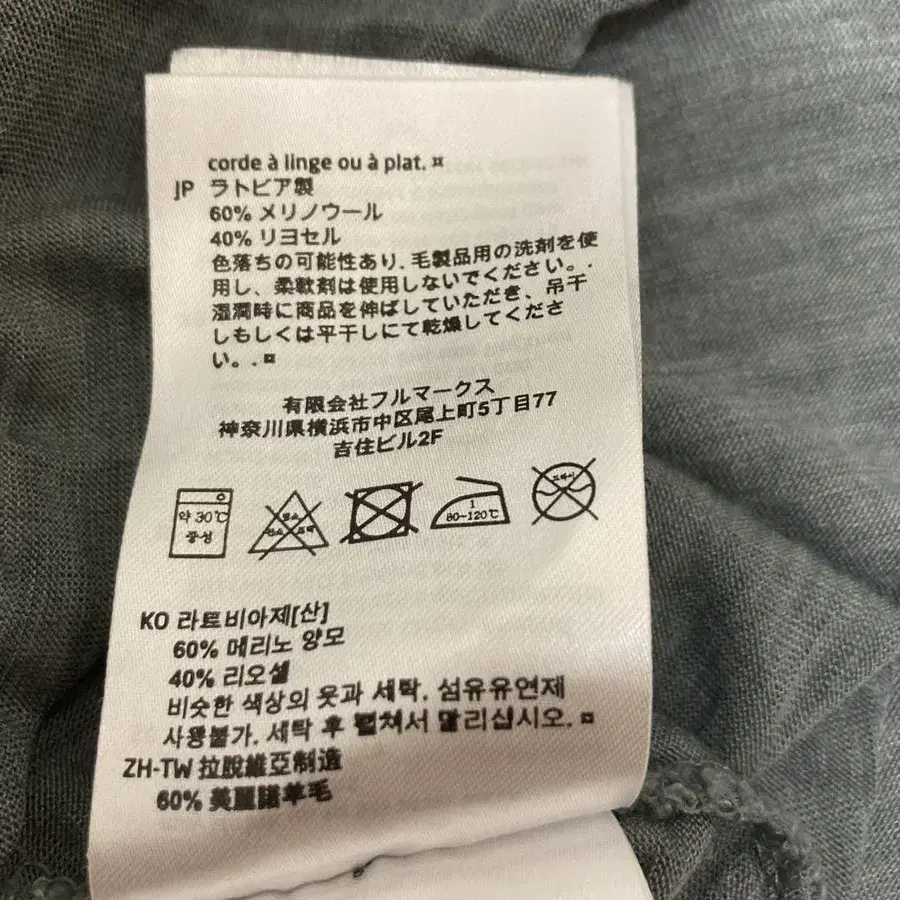 corde à linge ou à plat. ¤
JP ラトビア製
60% メリノウール
40% リヨセル
色落ちの可能性あり.毛製品用の洗剤を使
用し、柔軟剤は使用しないでください。.
湿潤時に商品を伸ばしていただき、吊干
しもしくは平干しにて乾燥してくださ
い。. ¤
有限会社フルマークス
神奈川県横浜市中区尾上町5丁目77
吉住ビル2F
약 30℃
중성
염소
산소 표백
1
80~120℃
드라이
KO 라트비아제[산]
60% 메리노 양모
40% 리오셀
비슷한 색상의 옷과 세탁. 섬유유연제
사용불가. 세탁 후 펼쳐서 말리십시오. ¤
ZH-TW 拉脫維亞制造
60% 美麗諾羊毛